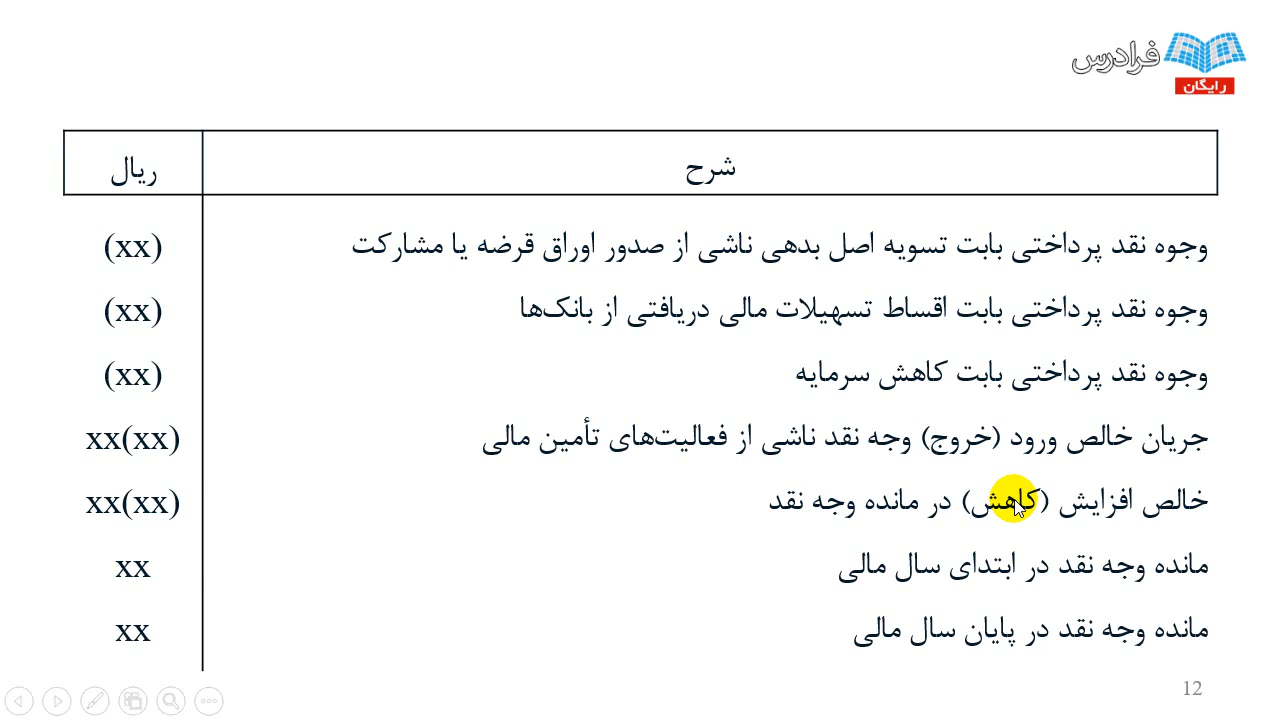 فرادرس
رایگان
شرح ریال
وجوه نقد پرداختی بابت تسویه اصل بدهی ناشی از صدور اوراق قرضه یا مشارکت (xx)
وجوه نقد پرداختی بابت اقساط تسهیلات مالی دریافتی از بانک‌ها (xx)
وجوه نقد پرداختی بابت کاهش سرمایه (xx)
جریان خالص ورود (خروج) وجه نقد ناشی از فعالیت‌های تأمین مالی xx(xx)
خالص افزایش (کاهش) در مانده وجه نقد xx(xx)
مانده وجه نقد در ابتدای سال مالی xx
مانده وجه نقد در پایان سال مالی xx
12